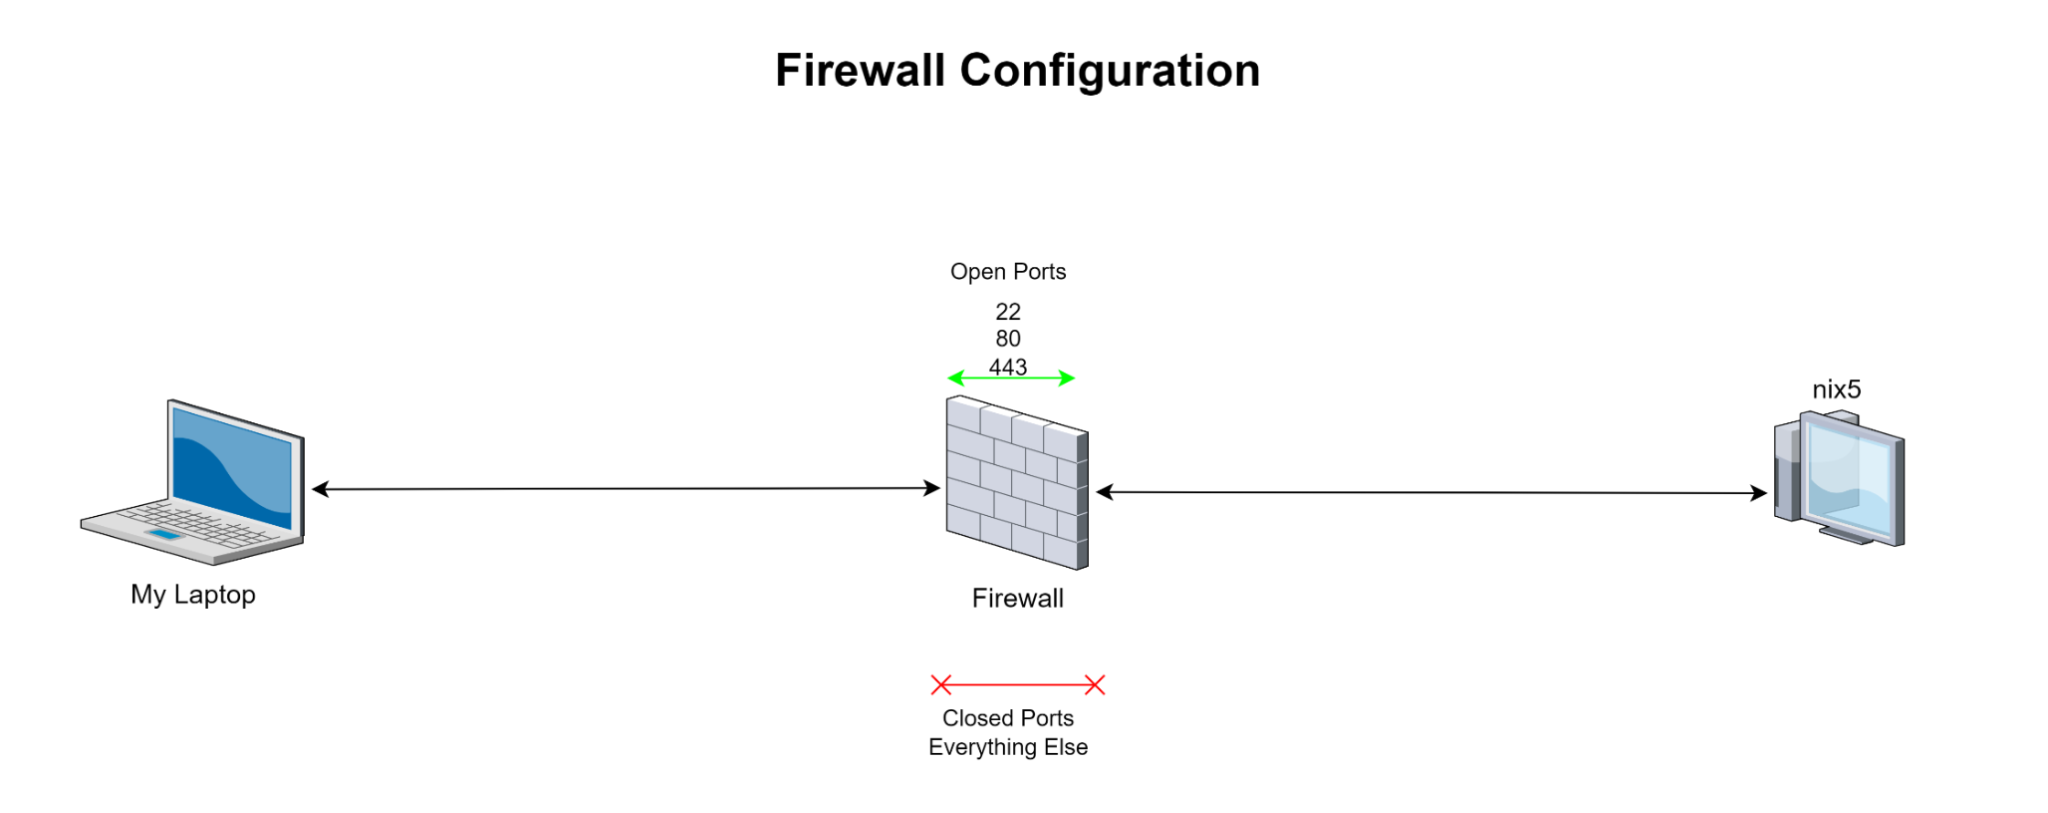 Firewall Configuration
Open Ports
22
80
443
nix5
My Laptop
Firewall
Closed Ports
Everything Else